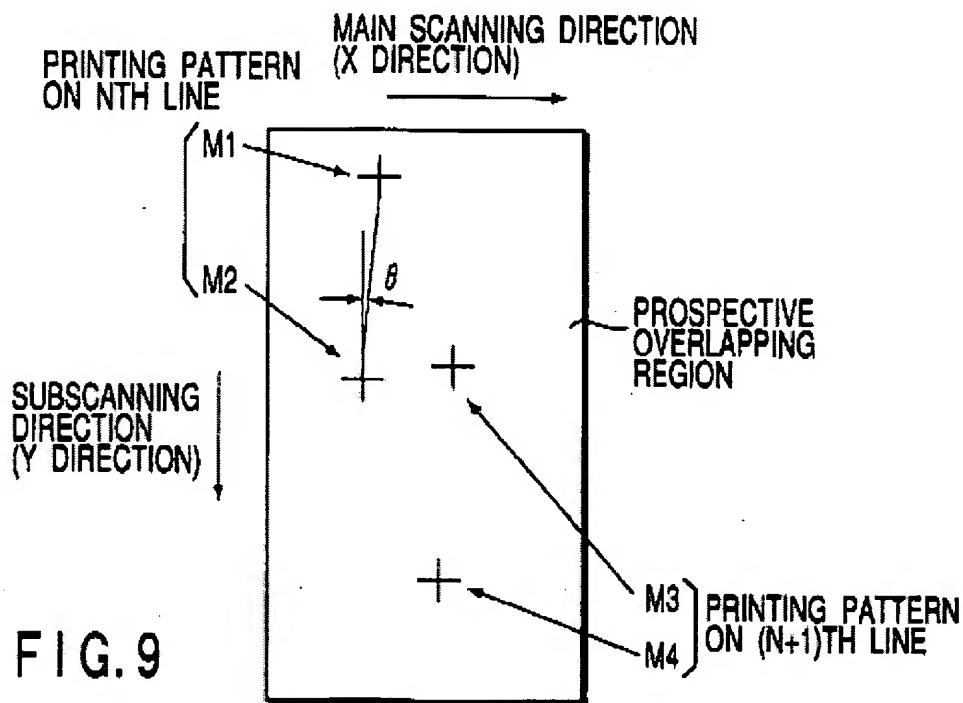 MAIN SCANNING DIRECTION
(X DIRECTION)
PRINTING PATTERN
ON NTH LINE
M1
M2
θ
PROSPECTIVE
OVERLAPPING
REGION
SUBSCANNING
DIRECTION
(Y DIRECTION)
M3
M4
PRINTING PATTERN
ON (N+1)TH LINE
FIG.9